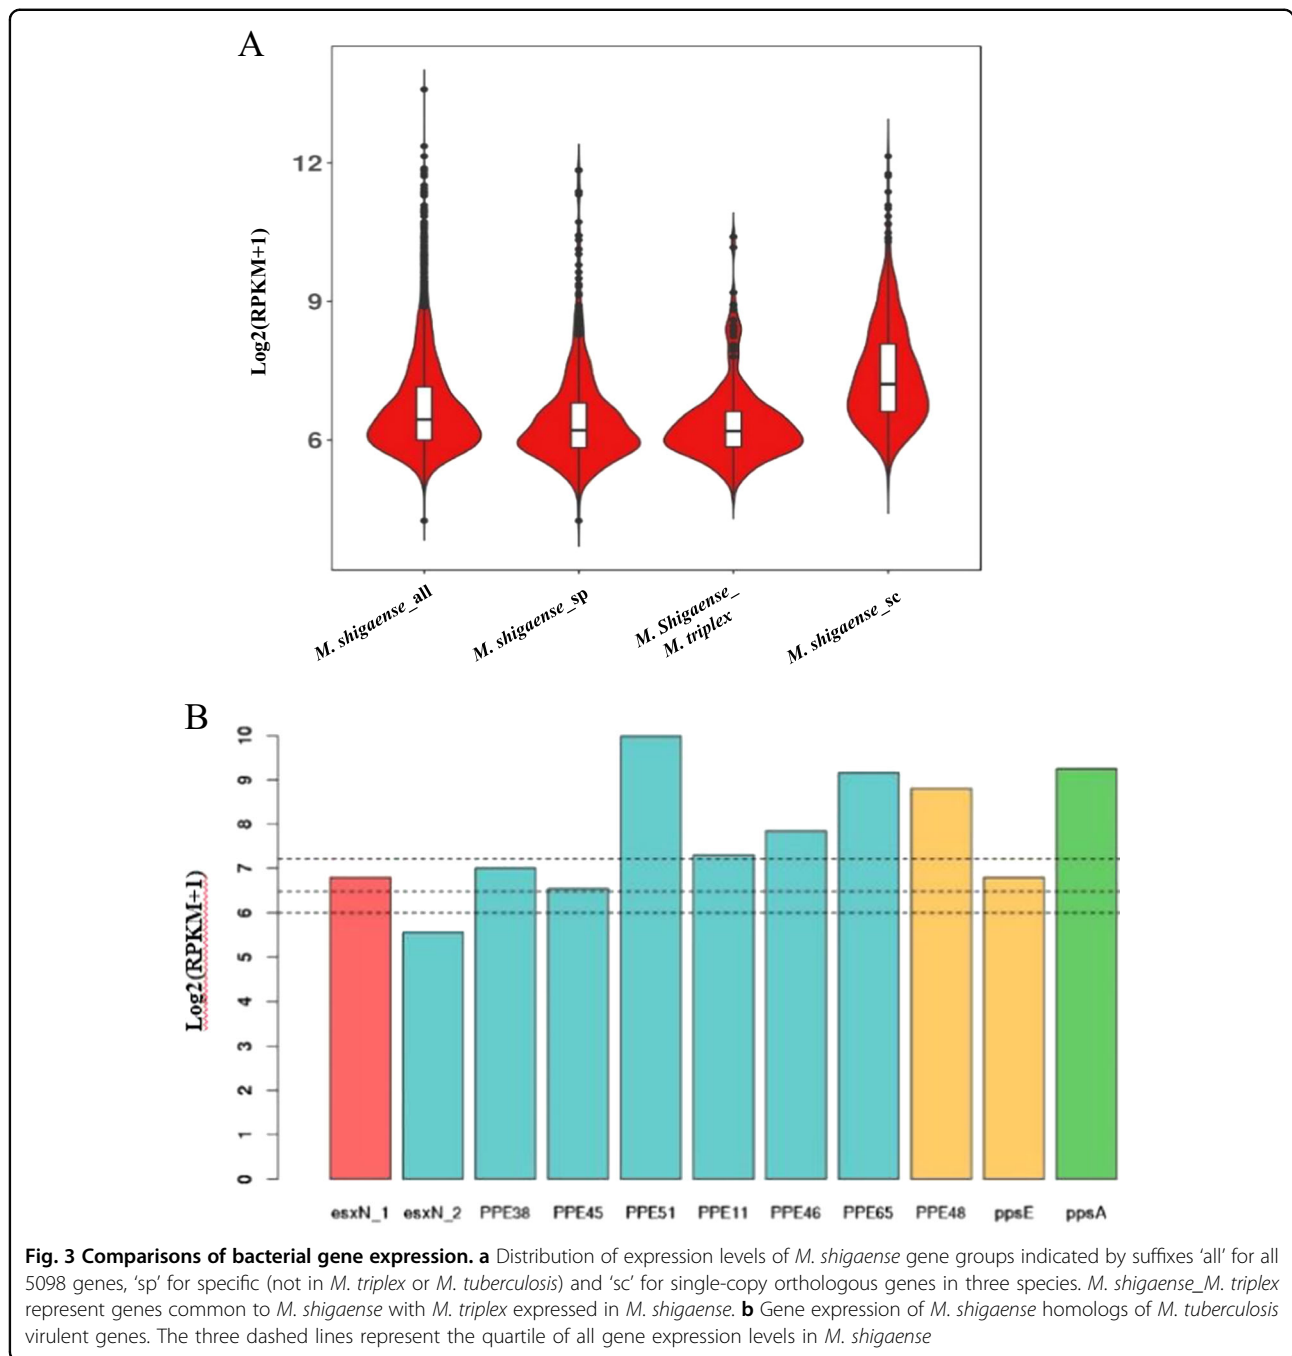 A
12
9
6
Log2(RPKM+1)
M. shigaense_all
M. shigaense_sp
M. Shigaense_
M. triplex
M. shigaense_sc
B
10
9
8
7
6
5
4
3
2
1
0
Log2(RPKM+1)
esxN_1 esxN_2 PPE38 PPE45 PPE51 PPE11 PPE46 PPE65 PPE48 ppsE ppsA
Fig. 3 Comparisons of bacterial gene expression. a Distribution of expression levels of M. shigaense gene groups indicated by suffixes ‘all’ for all
5098 genes, ‘sp’ for specific (not in M. triplex or M. tuberculosis) and ‘sc’ for single-copy orthologous genes in three species. M. shigaense_M. triplex
represent genes common to M. shigaense with M. triplex expressed in M. shigaense. b Gene expression of M. shigaense homologs of M. tuberculosis
virulent genes. The three dashed lines represent the quartile of all gene expression levels in M. shigaense